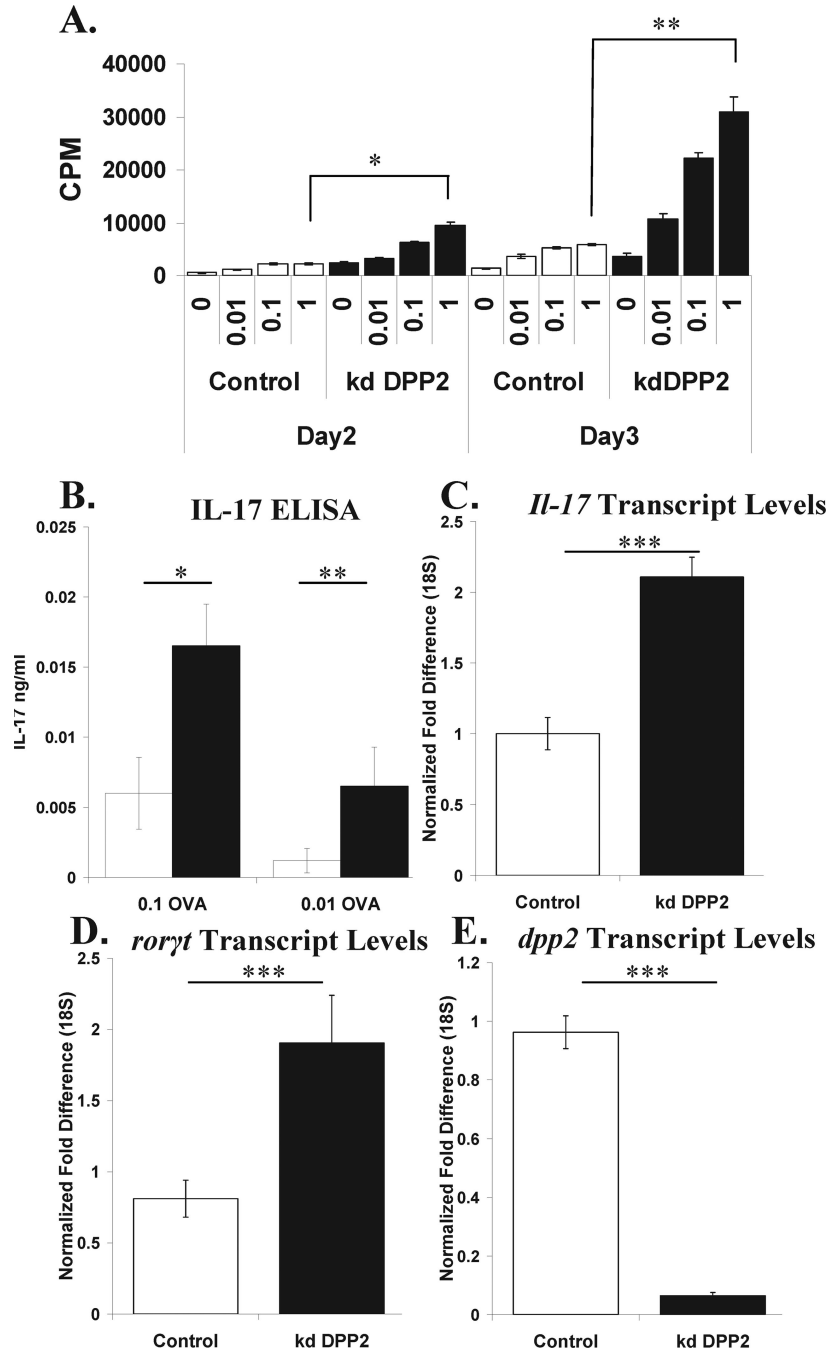 A.
**
40000
30000
20000
10000
0
CPM
*
0 0.01 0.1 1 0 0.01 0.1 1 0 0.01 0.1 1 0 0.01 0.1 1
Control kd DPP2 Control kdDPP2
Day2 Day3
B. IL-17 ELISA
0.025
0.02
0.015
0.01
0.005
0
IL-17 ng/ml
* **
0.1 OVA 0.01 OVA
C. Il-17 Transcript Levels
2.5
2
1.5
1
0.5
0
Normalized Fold Difference (18S)
***
Control kd DPP2
D. rorγt Transcript Levels
2.5
2
1.5
1
0.5
0
Normalized Fold Difference (18S)
***
Control kd DPP2
E. dpp2 Transcript Levels
1.2
1
0.8
0.6
0.4
0.2
0
Normalized Fold Difference (18S)
***
Control kd DPP2